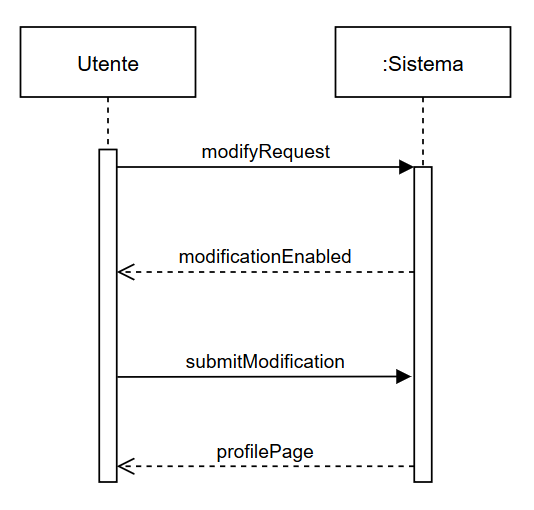 Utente
:Sistema
modifyRequest
modificationEnabled
submitModification
profilePage